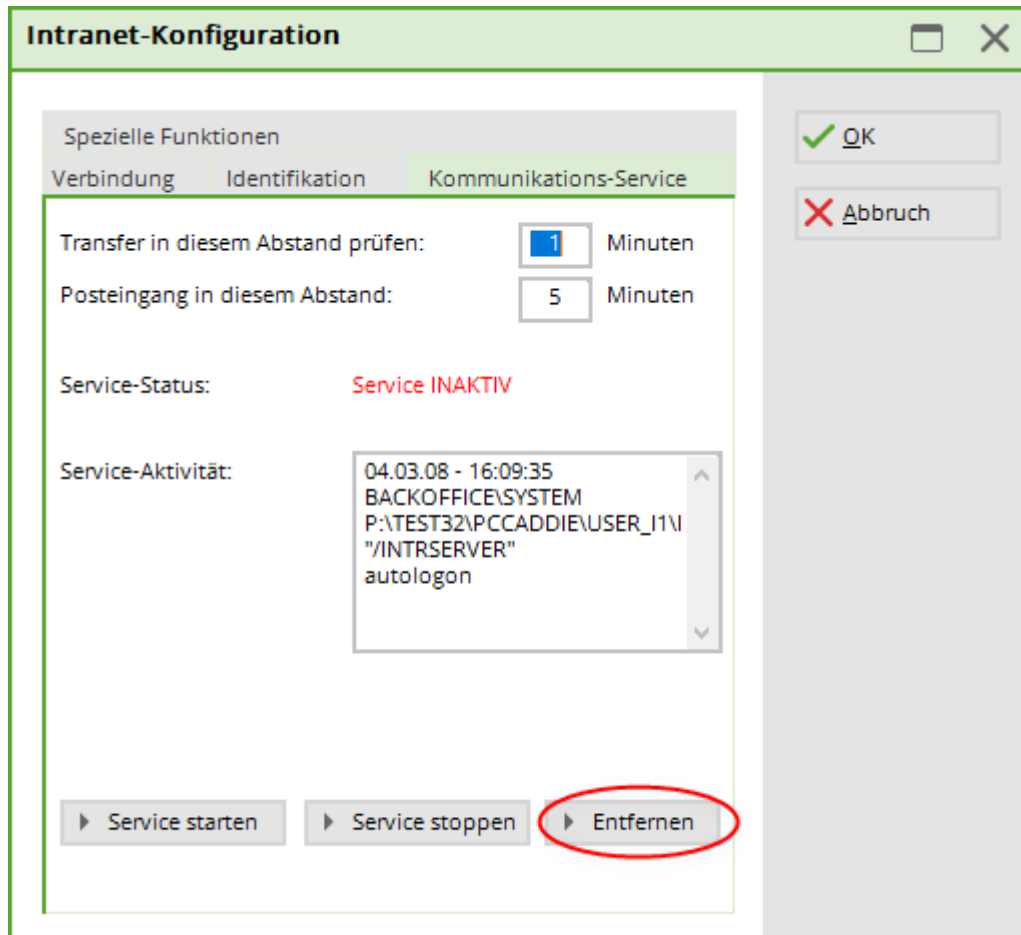 Intranet-Konfiguration
Spezielle Funktionen
Verbindung Identifikation Kommunikations-Service
Transfer in diesem Abstand prüfen: 1 Minuten
Posteingang in diesem Abstand: 5 Minuten
Service-Status: Service INAKTIV
Service-Aktivität:
04.03.08 - 16:09:35
BACKOFFICE\SYSTEM
P:\TEST32\PCCADDIE\USER_I1\I
"/INTRSERVER"
autologon
Service starten Service stoppen Entfernen
OK
Abbruch